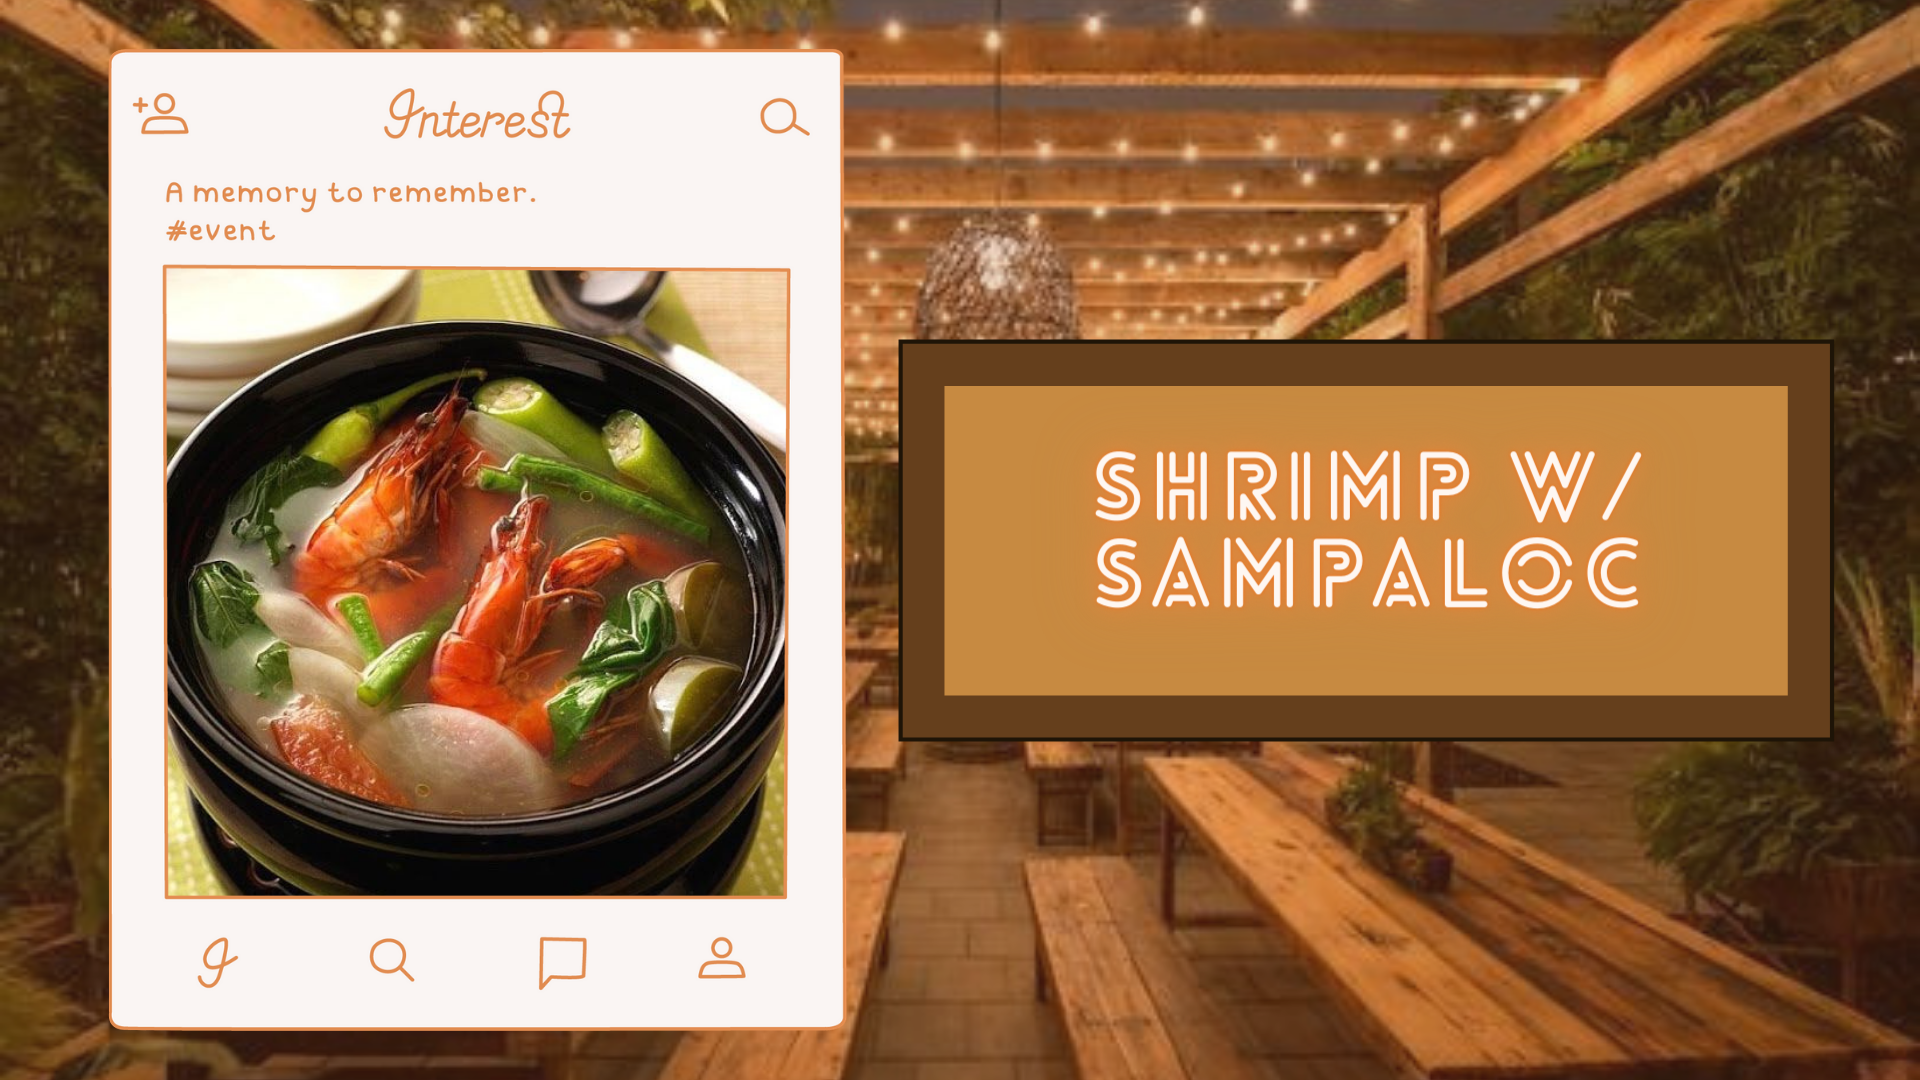 Interest
A memory to remember.
#event
SHRIMP W/
SAMPALOC